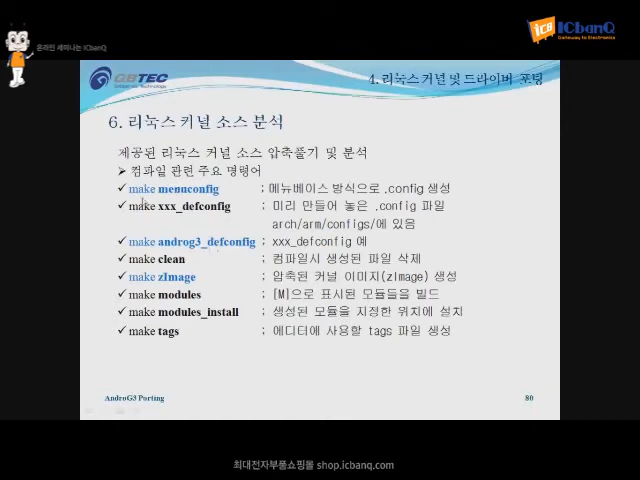 온라인 세미나는 ICbanQ
icb ICbanQ
Gateway to Electronics
GBTEC
4. 리눅스 커널 및 드라이버 포팅
6. 리눅스 커널 소스 분석
제공된 리눅스 커널 소스 압축풀기 및 분석
➤ 컴파일 관련 주요 명령어
✓ make menuconfig ; 메뉴베이스 방식으로 .config 생성
✓ make xxx_defconfig ; 미리 만들어 놓은 .config 파일
arch/arm/configs/에 있음
✓ make androg3_defconfig ; xxx_defconfig 예
✓ make clean ; 컴파일시 생성된 파일 삭제
✓ make zImage ; 압축된 커널 이미지(zImage) 생성
✓ make modules ; [M]으로 표시된 모듈들을 빌드
✓ make modules_install ; 생성된 모듈을 지정한 위치에 설치
✓ make tags ; 에디터에 사용할 tags 파일 생성
AndroG3 Porting 80
최대전자부품쇼핑몰 shop.icbanq.com